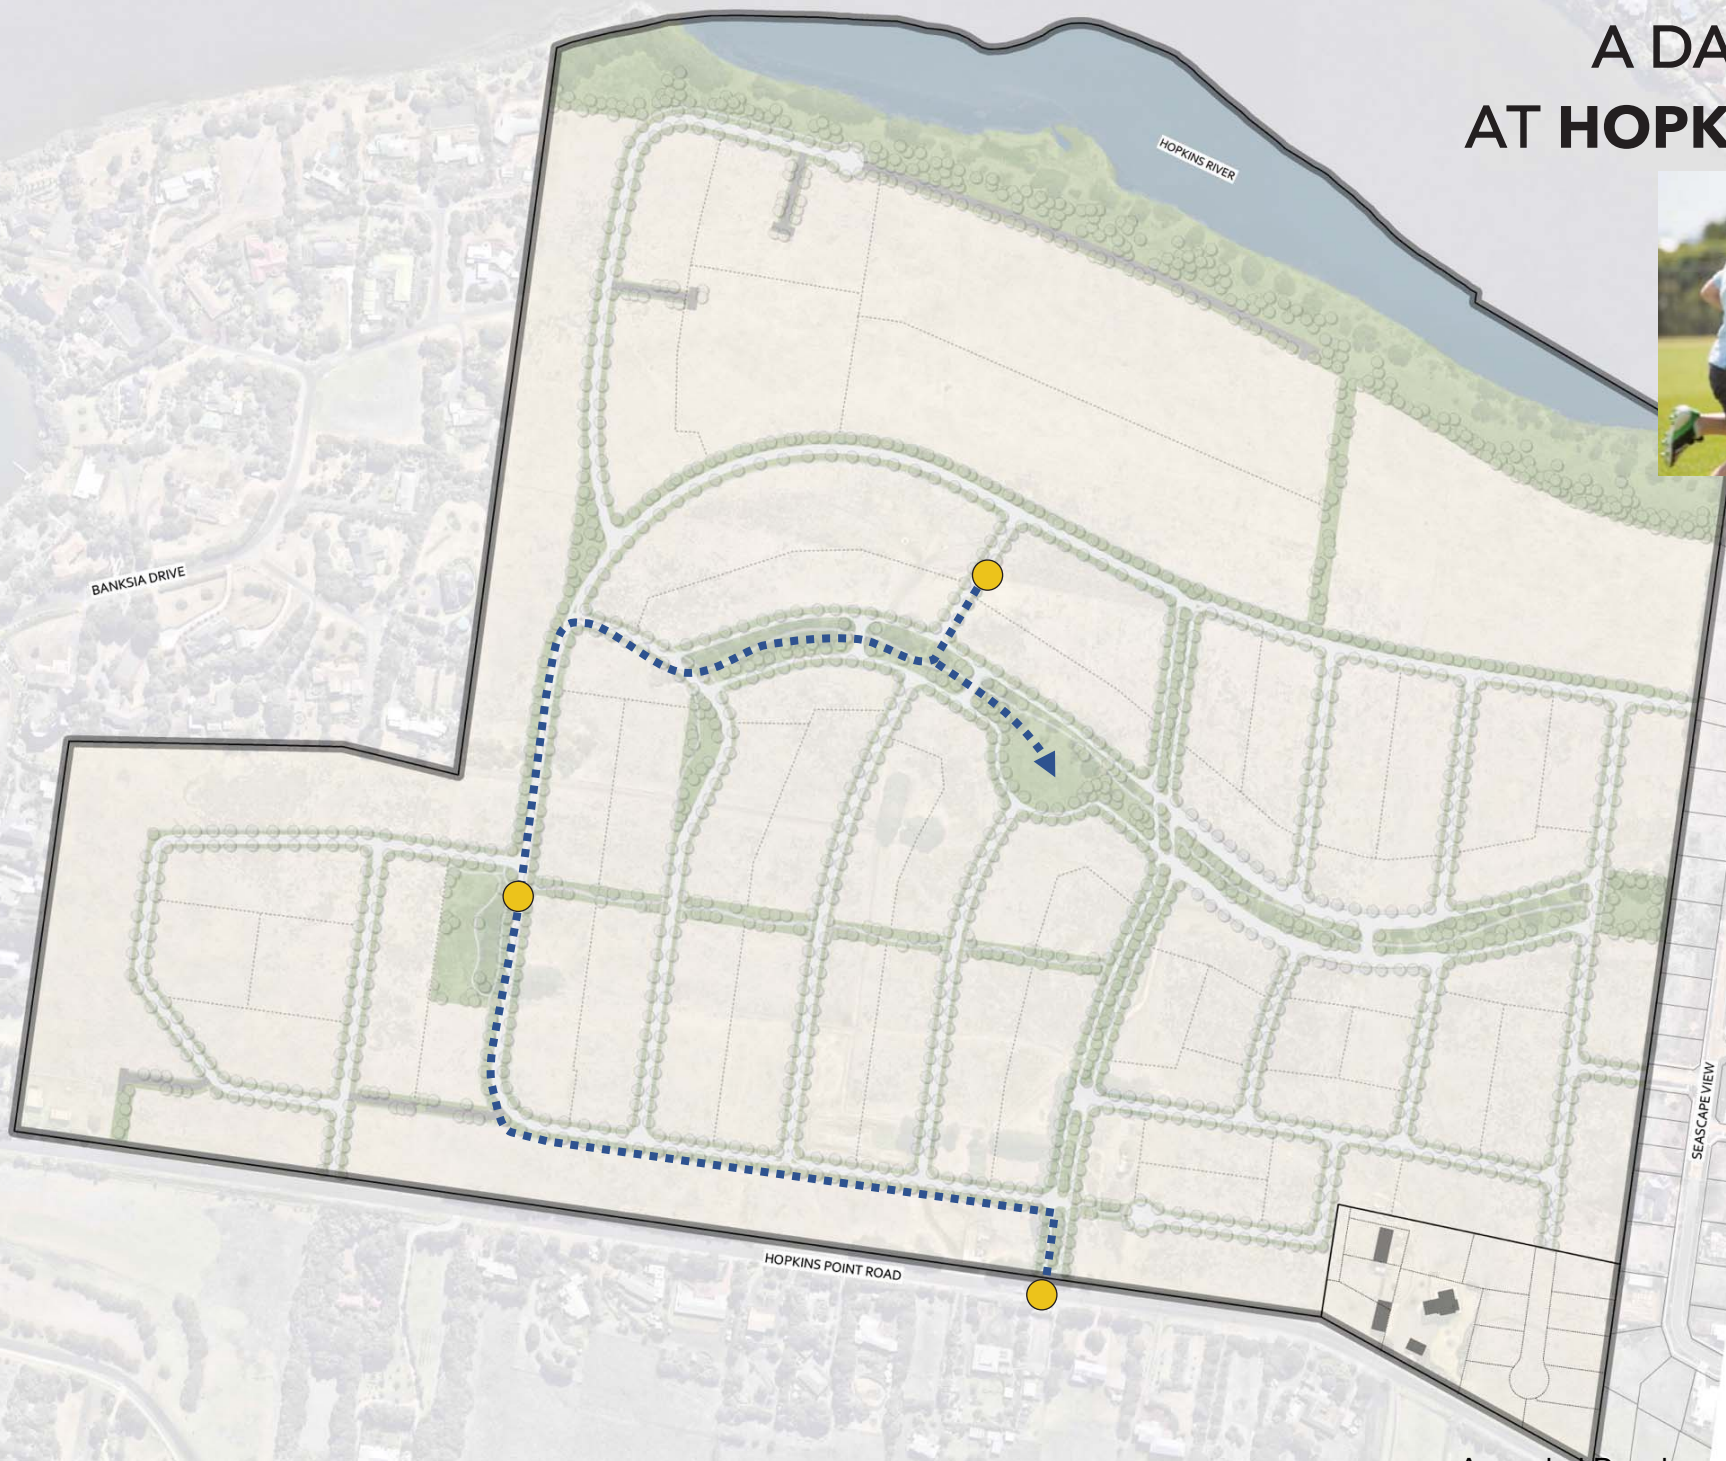 A DA
AT HOPK
HOPKINS RIVER
BANKSIA DRIVE
SEASCAPE VIEW
HOPKINS POINT ROAD